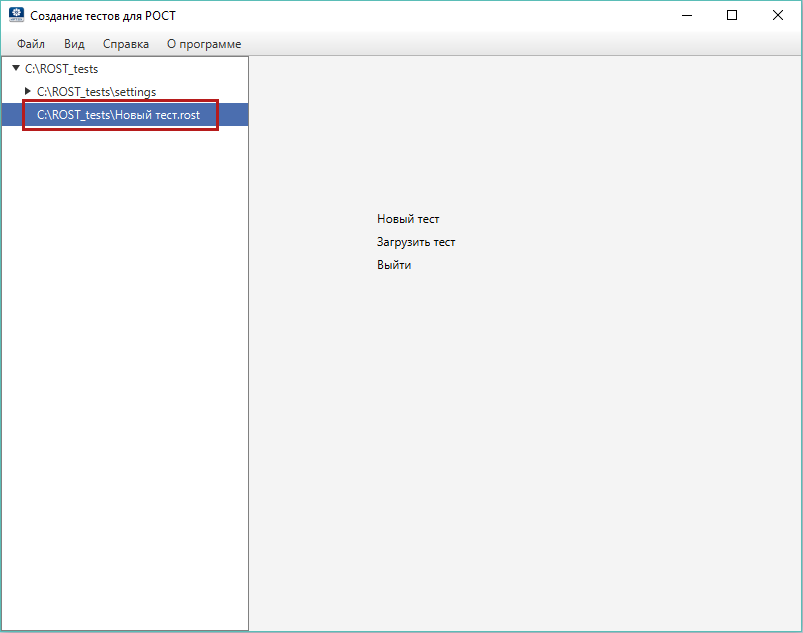 Создание тестов для РОСТ
Файл Вид Справка О программе
C:\ROST_tests
C:\ROST_tests\settings
C:\ROST_tests\Новый тест.rost
Новый тест
Загрузить тест
Выйти